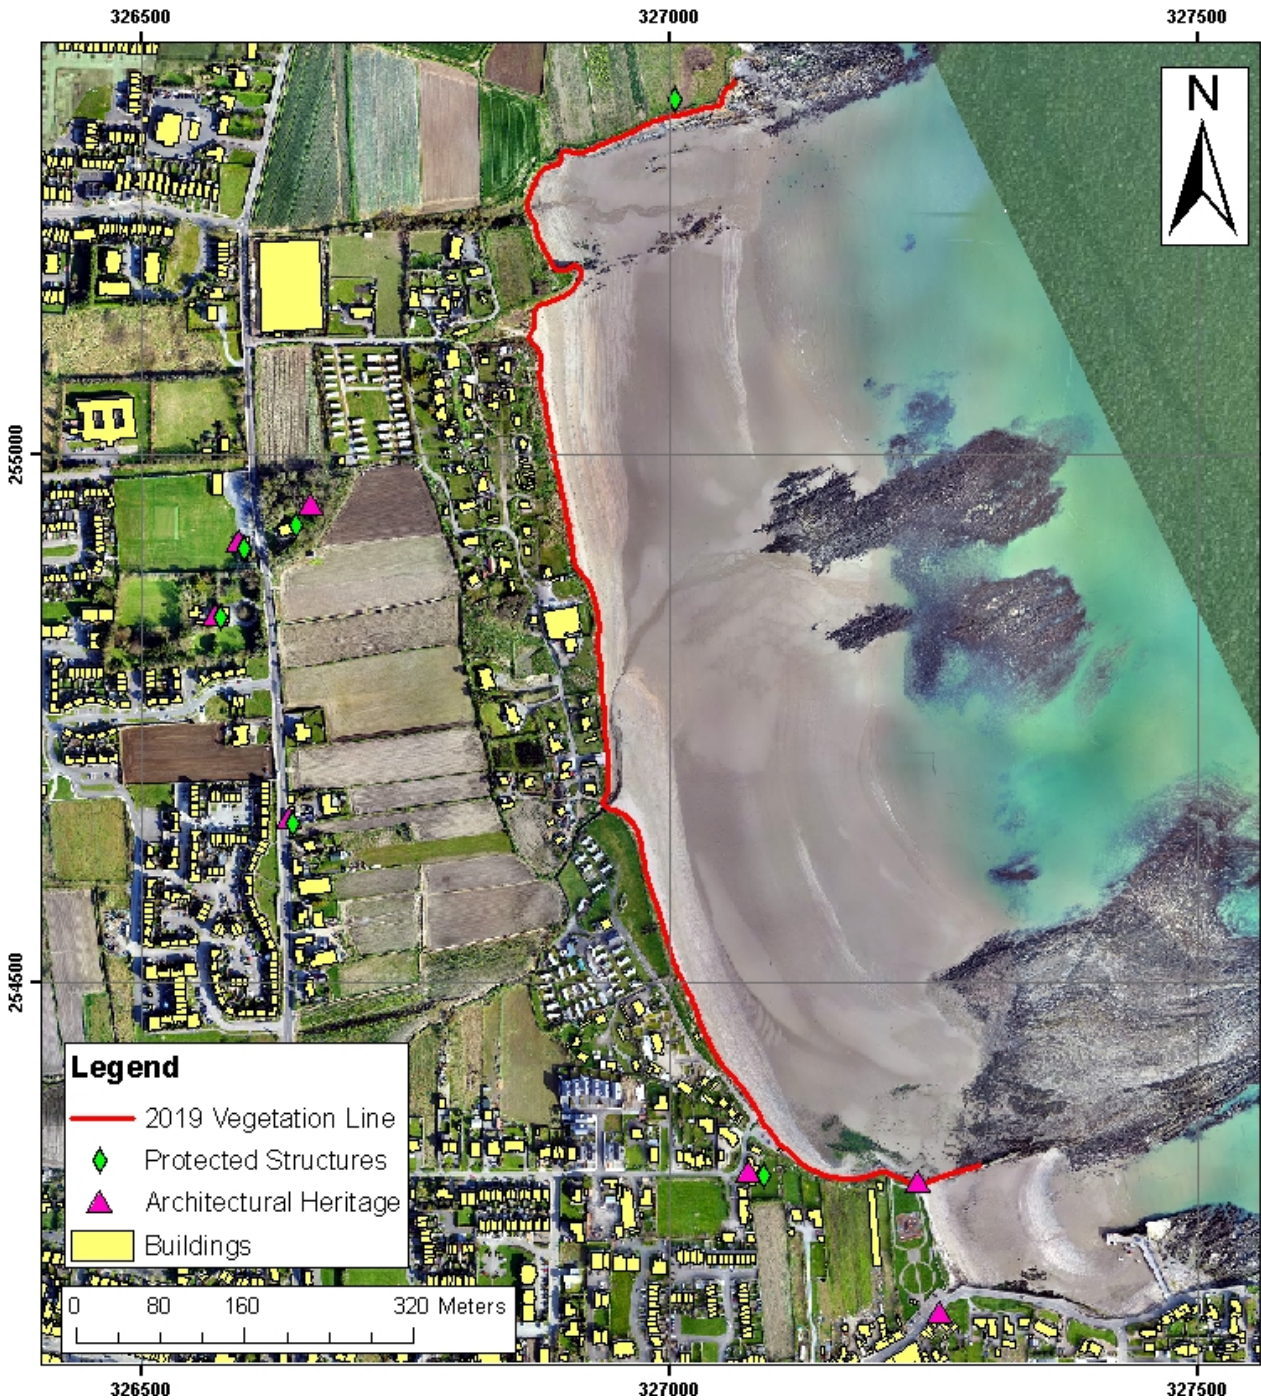 326500 327000 327500
N
255000
254500
Legend
2019 Vegetation Line
Protected Structures
Architectural Heritage
Buildings
0 80 160 320 Meters
326500 327000 327500